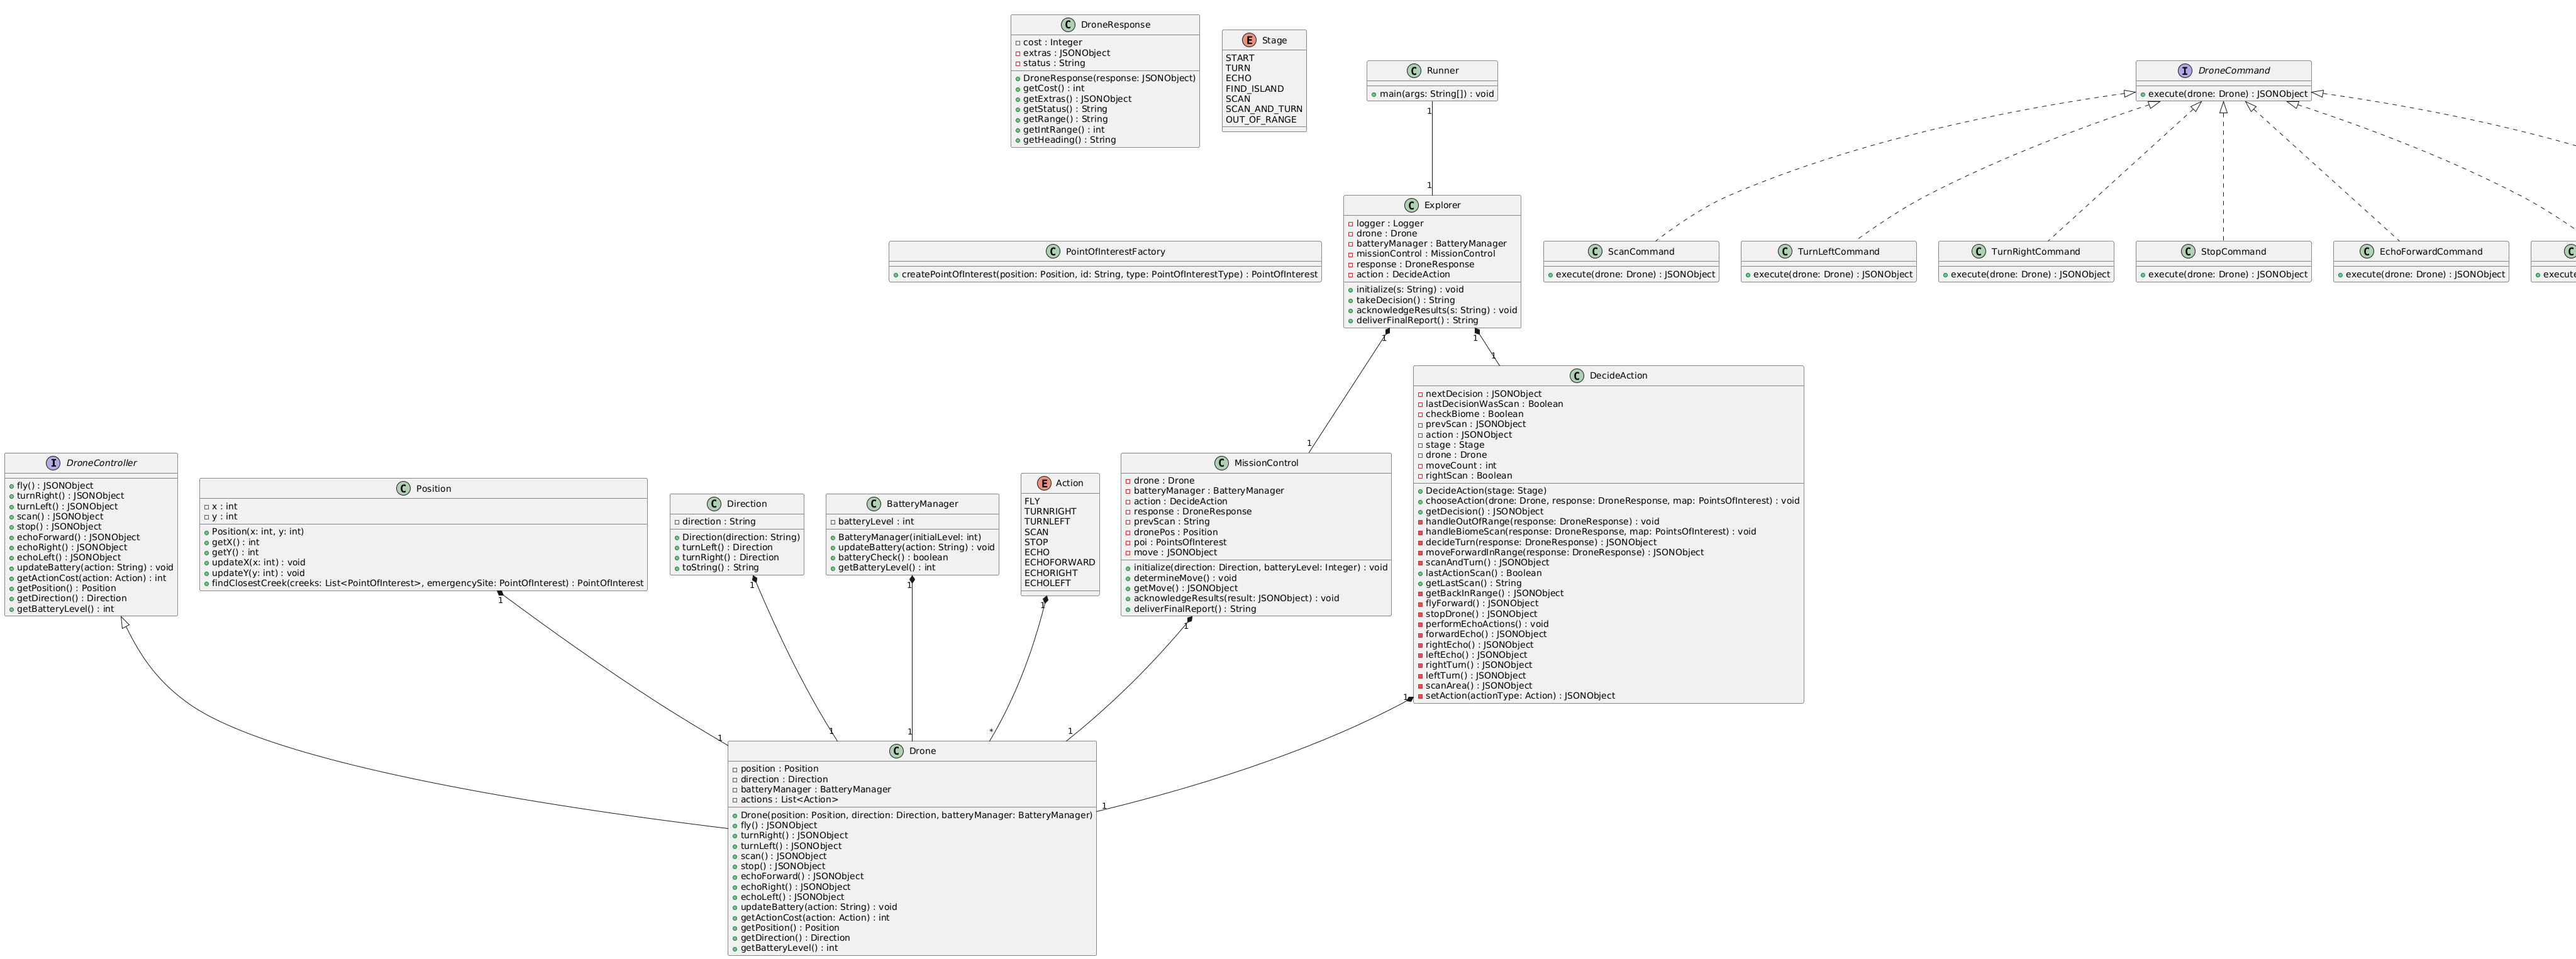 DroneResponse
cost : Integer
extras : JSONObject
status : String
DroneResponse(response: JSONObject)
getCost() : int
getExtras() : JSONObject
getStatus() : String
getRange() : String
getIntRange() : int
getHeading() : String
E Stage
START
TURN
ECHO
FIND_ISLAND
SCAN
SCAN_AND_TURN
OUT_OF_RANGE
C Runner
main(args: String[]) : void
1
1
I DroneCommand
execute(drone: Drone) : JSONObject
C PointOfInterestFactory
createPointOfInterest(position: Position, id: String, type: PointOfInterestType) : PointOfInterest
C Explorer
logger : Logger
drone : Drone
batteryManager : BatteryManager
missionControl : MissionControl
response : DroneResponse
action : DecideAction
initialize(s: String) : void
takeDecision() : String
acknowledgeResults(s: String) : void
deliverFinalReport() : String
1
1
1
1
C ScanCommand
execute(drone: Drone) : JSONObject
C TurnLeftCommand
execute(drone: Drone) : JSONObject
C TurnRightCommand
execute(drone: Drone) : JSONObject
C StopCommand
execute(drone: Drone) : JSONObject
C EchoForwardCommand
execute(drone: Drone) : JSONObject
I DroneController
fly() : JSONObject
turnRight() : JSONObject
turnLeft() : JSONObject
scan() : JSONObject
stop() : JSONObject
echoForward() : JSONObject
echoRight() : JSONObject
echoLeft() : JSONObject
updateBattery(action: String) : void
getActionCost(action: Action) : int
getPosition() : Position
getDirection() : Direction
getBatteryLevel() : int
C Position
x : int
y : int
Position(x: int, y: int)
getX() : int
getY() : int
updateX(x: int) : void
updateY(y: int) : void
findClosestCreek(creeks: List<PointOfInterest>, emergencySite: PointOfInterest) : PointOfInterest
1
C Direction
direction : String
Direction(direction: String)
turnLeft() : Direction
turnRight() : Direction
toString() : String
1
C BatteryManager
batteryLevel : int
BatteryManager(initialLevel: int)
updateBattery(action: String) : void
batteryCheck() : boolean
getBatteryLevel() : int
1
E Action
FLY
TURNRIGHT
TURNLEFT
SCAN
STOP
ECHO
ECHOFORWARD
ECHORIGHT
ECHOLEFT
1
C MissionControl
drone : Drone
batteryManager : BatteryManager
action : DecideAction
response : DroneResponse
prevScan : String
dronePos : Position
poi : PointsOfInterest
move : JSONObject
initialize(direction: Direction, batteryLevel: Integer) : void
determineMove() : void
getMove() : JSONObject
acknowledgeResults(result: JSONObject) : void
deliverFinalReport() : String
1
C DecideAction
nextDecision : JSONObject
lastDecisionWasScan : Boolean
checkBiome : Boolean
prevScan : JSONObject
action : JSONObject
stage : Stage
drone : Drone
moveCount : int
rightScan : Boolean
DecideAction(stage: Stage)
chooseAction(drone: Drone, response: DroneResponse, map: PointsOfInterest) : void
getDecision() : JSONObject
handleOutOfRange(response: DroneResponse) : void
handleBiomeScan(response: DroneResponse, map: PointsOfInterest) : void
decideTurn(response: DroneResponse) : JSONObject
moveForwardInRange(response: DroneResponse) : JSONObject
scanAndTurn() : JSONObject
lastActionScan() : Boolean
getLastScan() : String
getBackInRange() : JSONObject
flyForward() : JSONObject
stopDrone() : JSONObject
performEchoActions() : void
forwardEcho() : JSONObject
rightEcho() : JSONObject
leftEcho() : JSONObject
rightTurn() : JSONObject
leftTurn() : JSONObject
scanArea() : JSONObject
setAction(actionType: Action) : JSONObject
1
1
1
1
*
1
1
C Drone
position : Position
direction : Direction
batteryManager : BatteryManager
actions : List<Action>
Drone(position: Position, direction: Direction, batteryManager: BatteryManager)
fly() : JSONObject
turnRight() : JSONObject
turnLeft() : JSONObject
scan() : JSONObject
stop() : JSONObject
echoForward() : JSONObject
echoRight() : JSONObject
echoLeft() : JSONObject
updateBattery(action: String) : void
getActionCost(action: Action) : int
getPosition() : Position
getDirection() : Direction
getBatteryLevel() : int